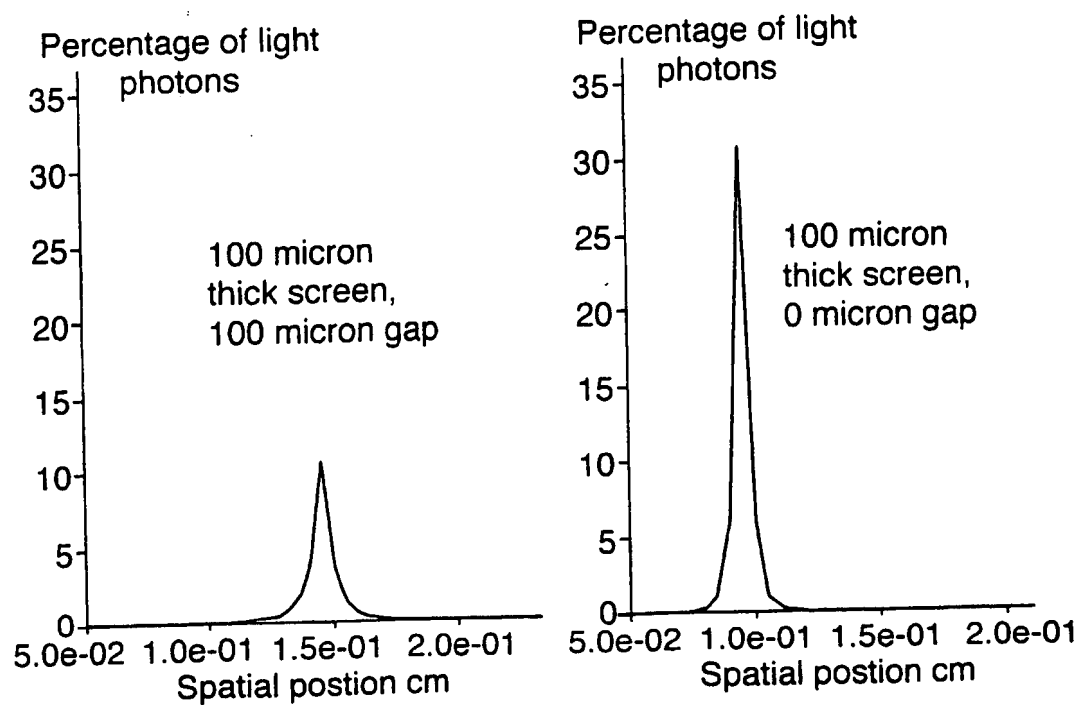 Percentage of light
photons
35
30
25
20
15
10
5
0
100 micron
thick screen,
100 micron gap
5.0e-02 1.0e-01 1.5e-01 2.0e-01
Spatial postion cm
Percentage of light
photons
35
30
25
20
15
10
5
0
100 micron
thick screen,
0 micron gap
5.0e-02 1.0e-01 1.5e-01 2.0e-01
Spatial postion cm